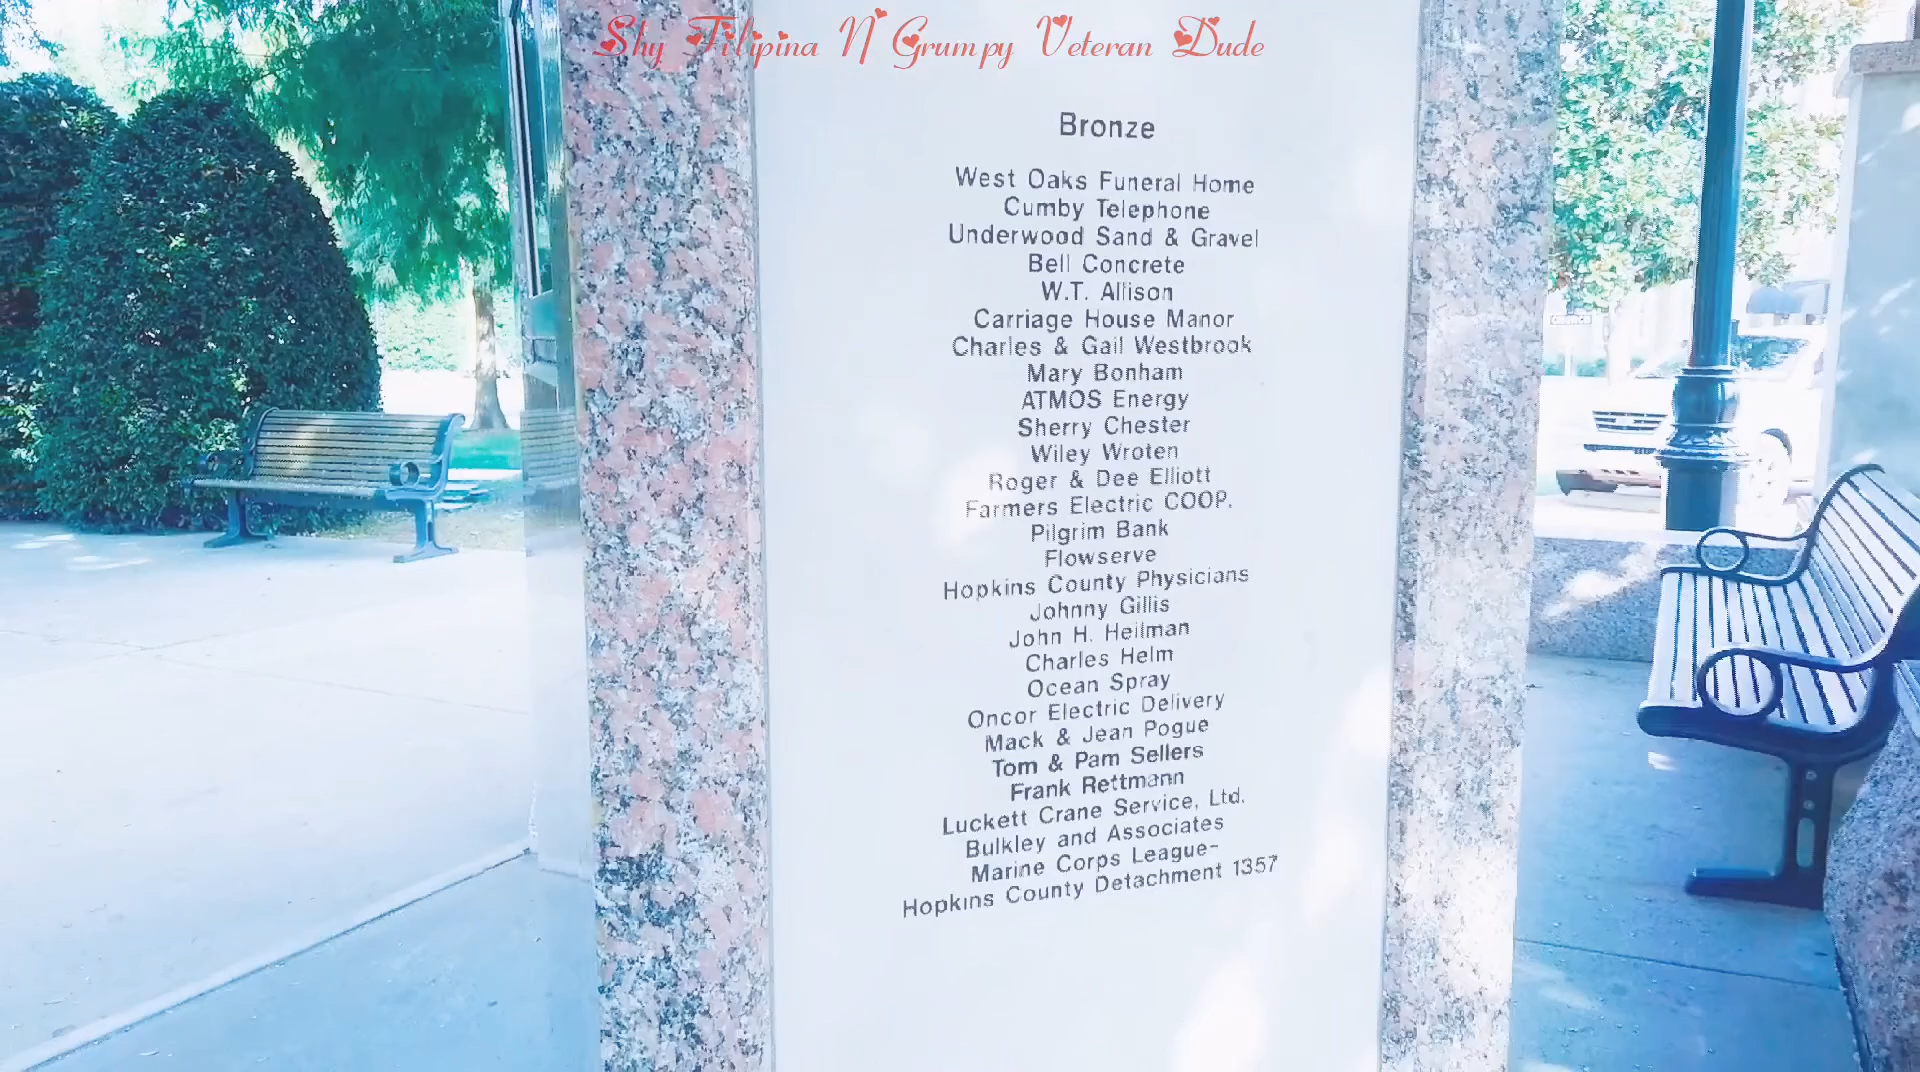 Shy Filipina N Grumpy Veteran Dude
Bronze
West Oaks Funeral Home
Cumby Telephone
Underwood Sand & Gravel
Bell Concrete
W.T. Allison
Carriage House Manor
Charles & Gail Westbrook
Mary Bonham
ATMOS Energy
Sherry Chester
Wiley Wroten
Roger & Dee Elliott
Farmers Electric COOP.
Pilgrim Bank
Flowserve
Hopkins County Physicians
Johnny Gillis
John H. Heilman
Charles Helm
Ocean Spray
Oncor Electric Delivery
Mack & Jean Pogue
Tom & Pam Sellers
Frank Rettmann
Luckett Crane Service, Ltd.
Bulkley and Associates
Marine Corps League-
Hopkins County Detachment 1357